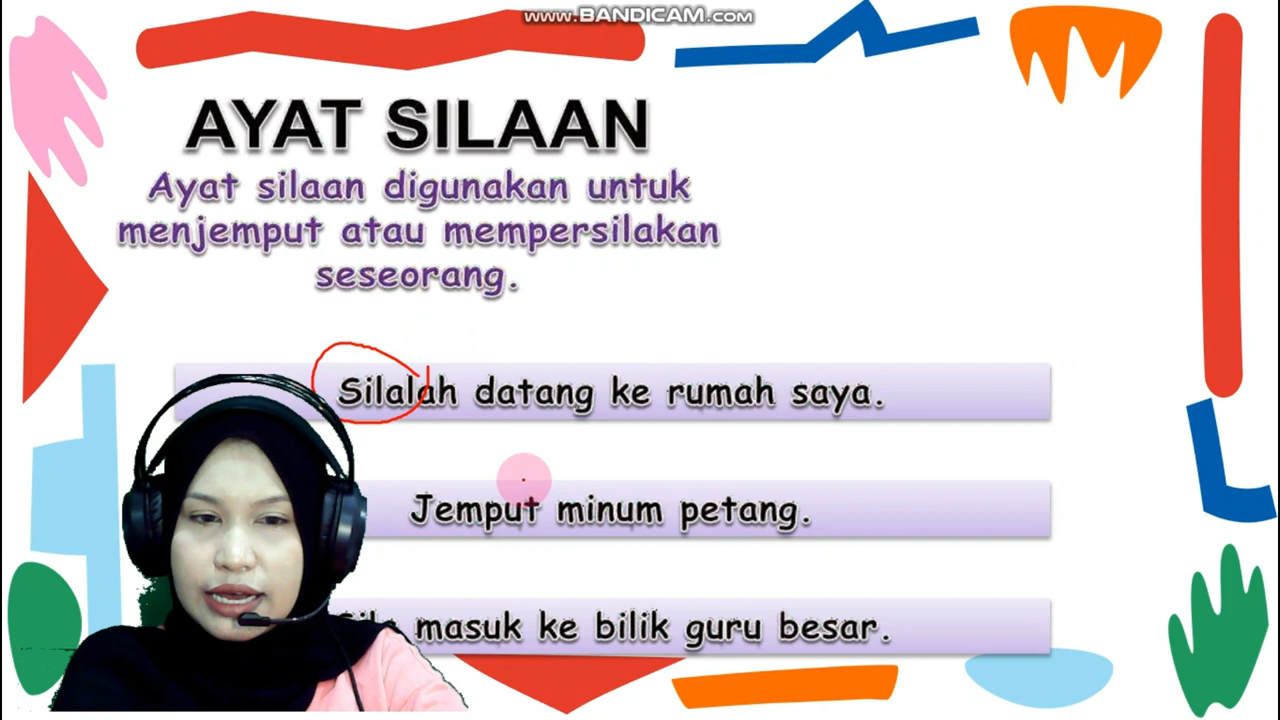 www.BANDICAM.com
AYAT SILAAN
Ayat silaan digunakan untuk
menjemput atau mempersilakan
seseorang.
Silalah datang ke rumah saya.
Jemput minum petang.
masuk ke bilik guru besar.